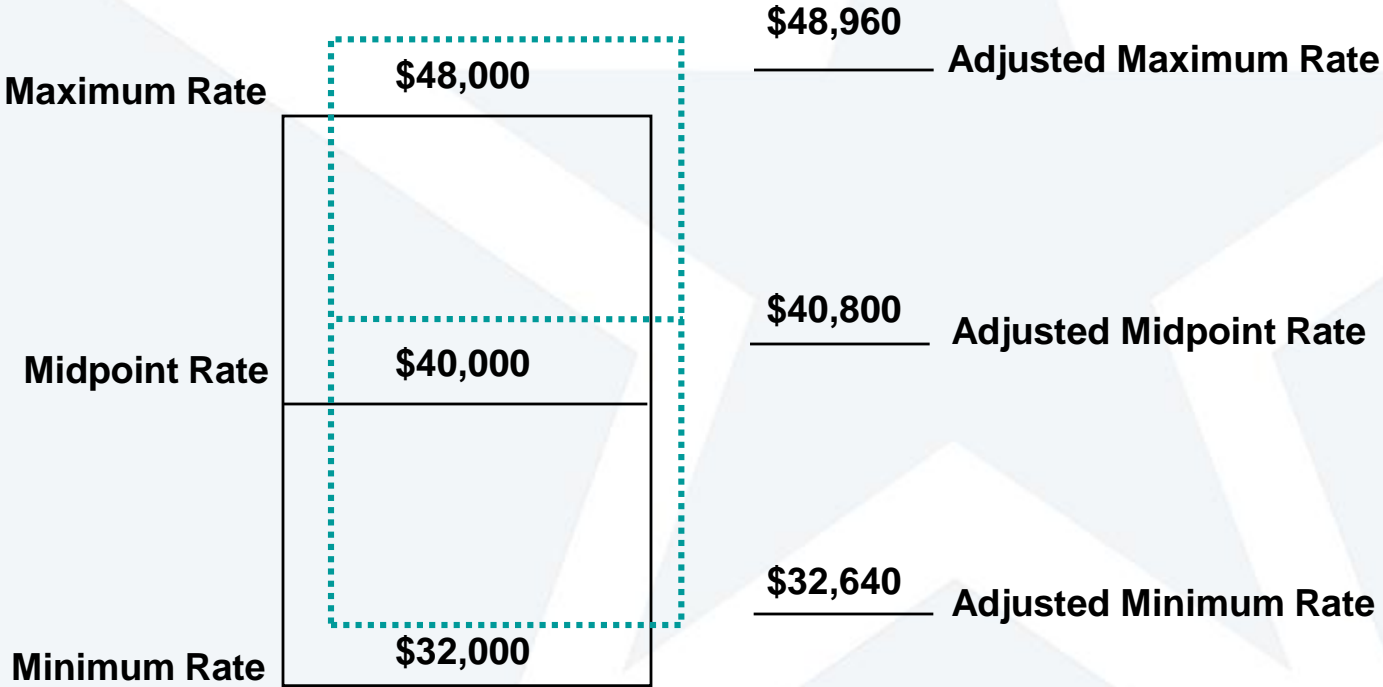 $48,960
Adjusted Maximum Rate
Maximum Rate
$48,000
$40,800
Adjusted Midpoint Rate
Midpoint Rate
$40,000
$32,640
Adjusted Minimum Rate
Minimum Rate
$32,000